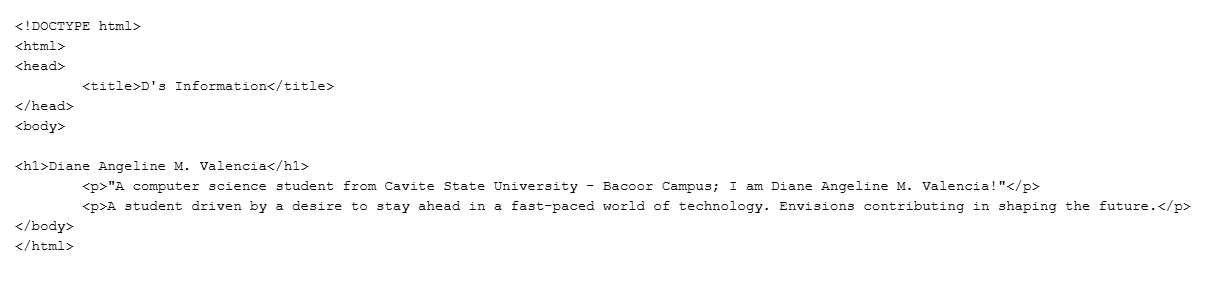 <!DOCTYPE html>
<html>
<head>
	<title>D's Information</title>
</head>
<body>

<h1>Diane Angeline M. Valencia</h1>
	<p>"A computer science student from Cavite State University - Bacoor Campus; I am Diane Angeline M. Valencia!"</p>
	<p>A student driven by a desire to stay ahead in a fast-paced world of technology. Envisions contributing in shaping the future.</p>
</body>
</html>